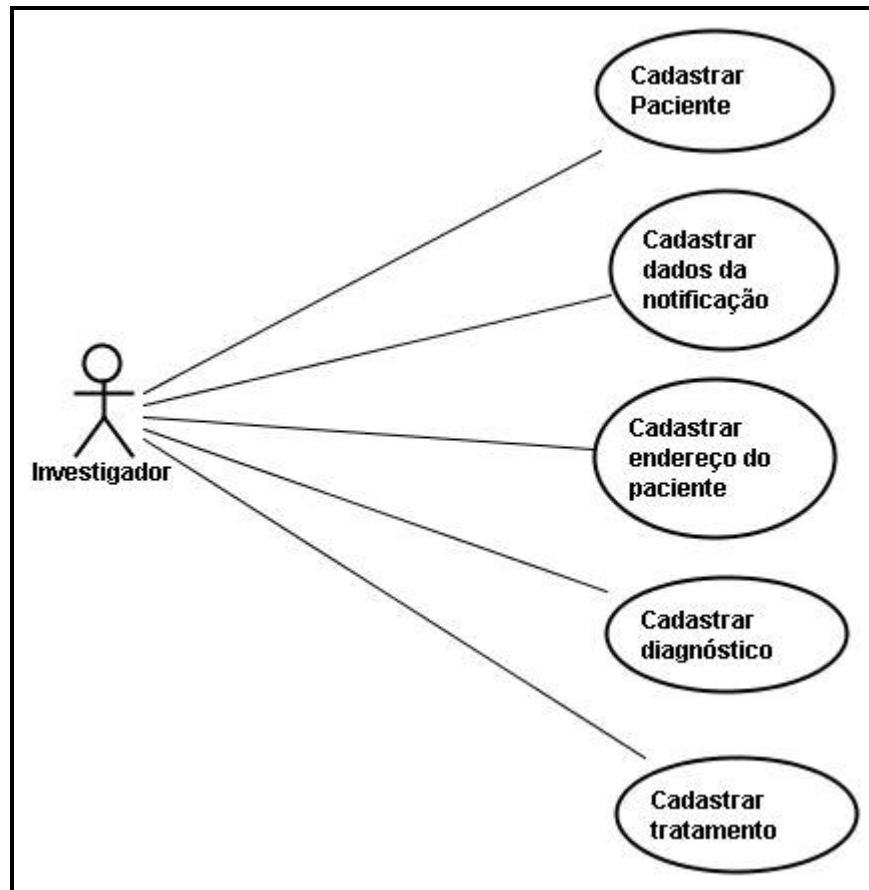 Cadastrar
Paciente
Cadastrar
dados da
notificação
Investigador
Cadastrar
endereço do
paciente
Cadastrar
diagnóstico
Cadastrar
tratamento